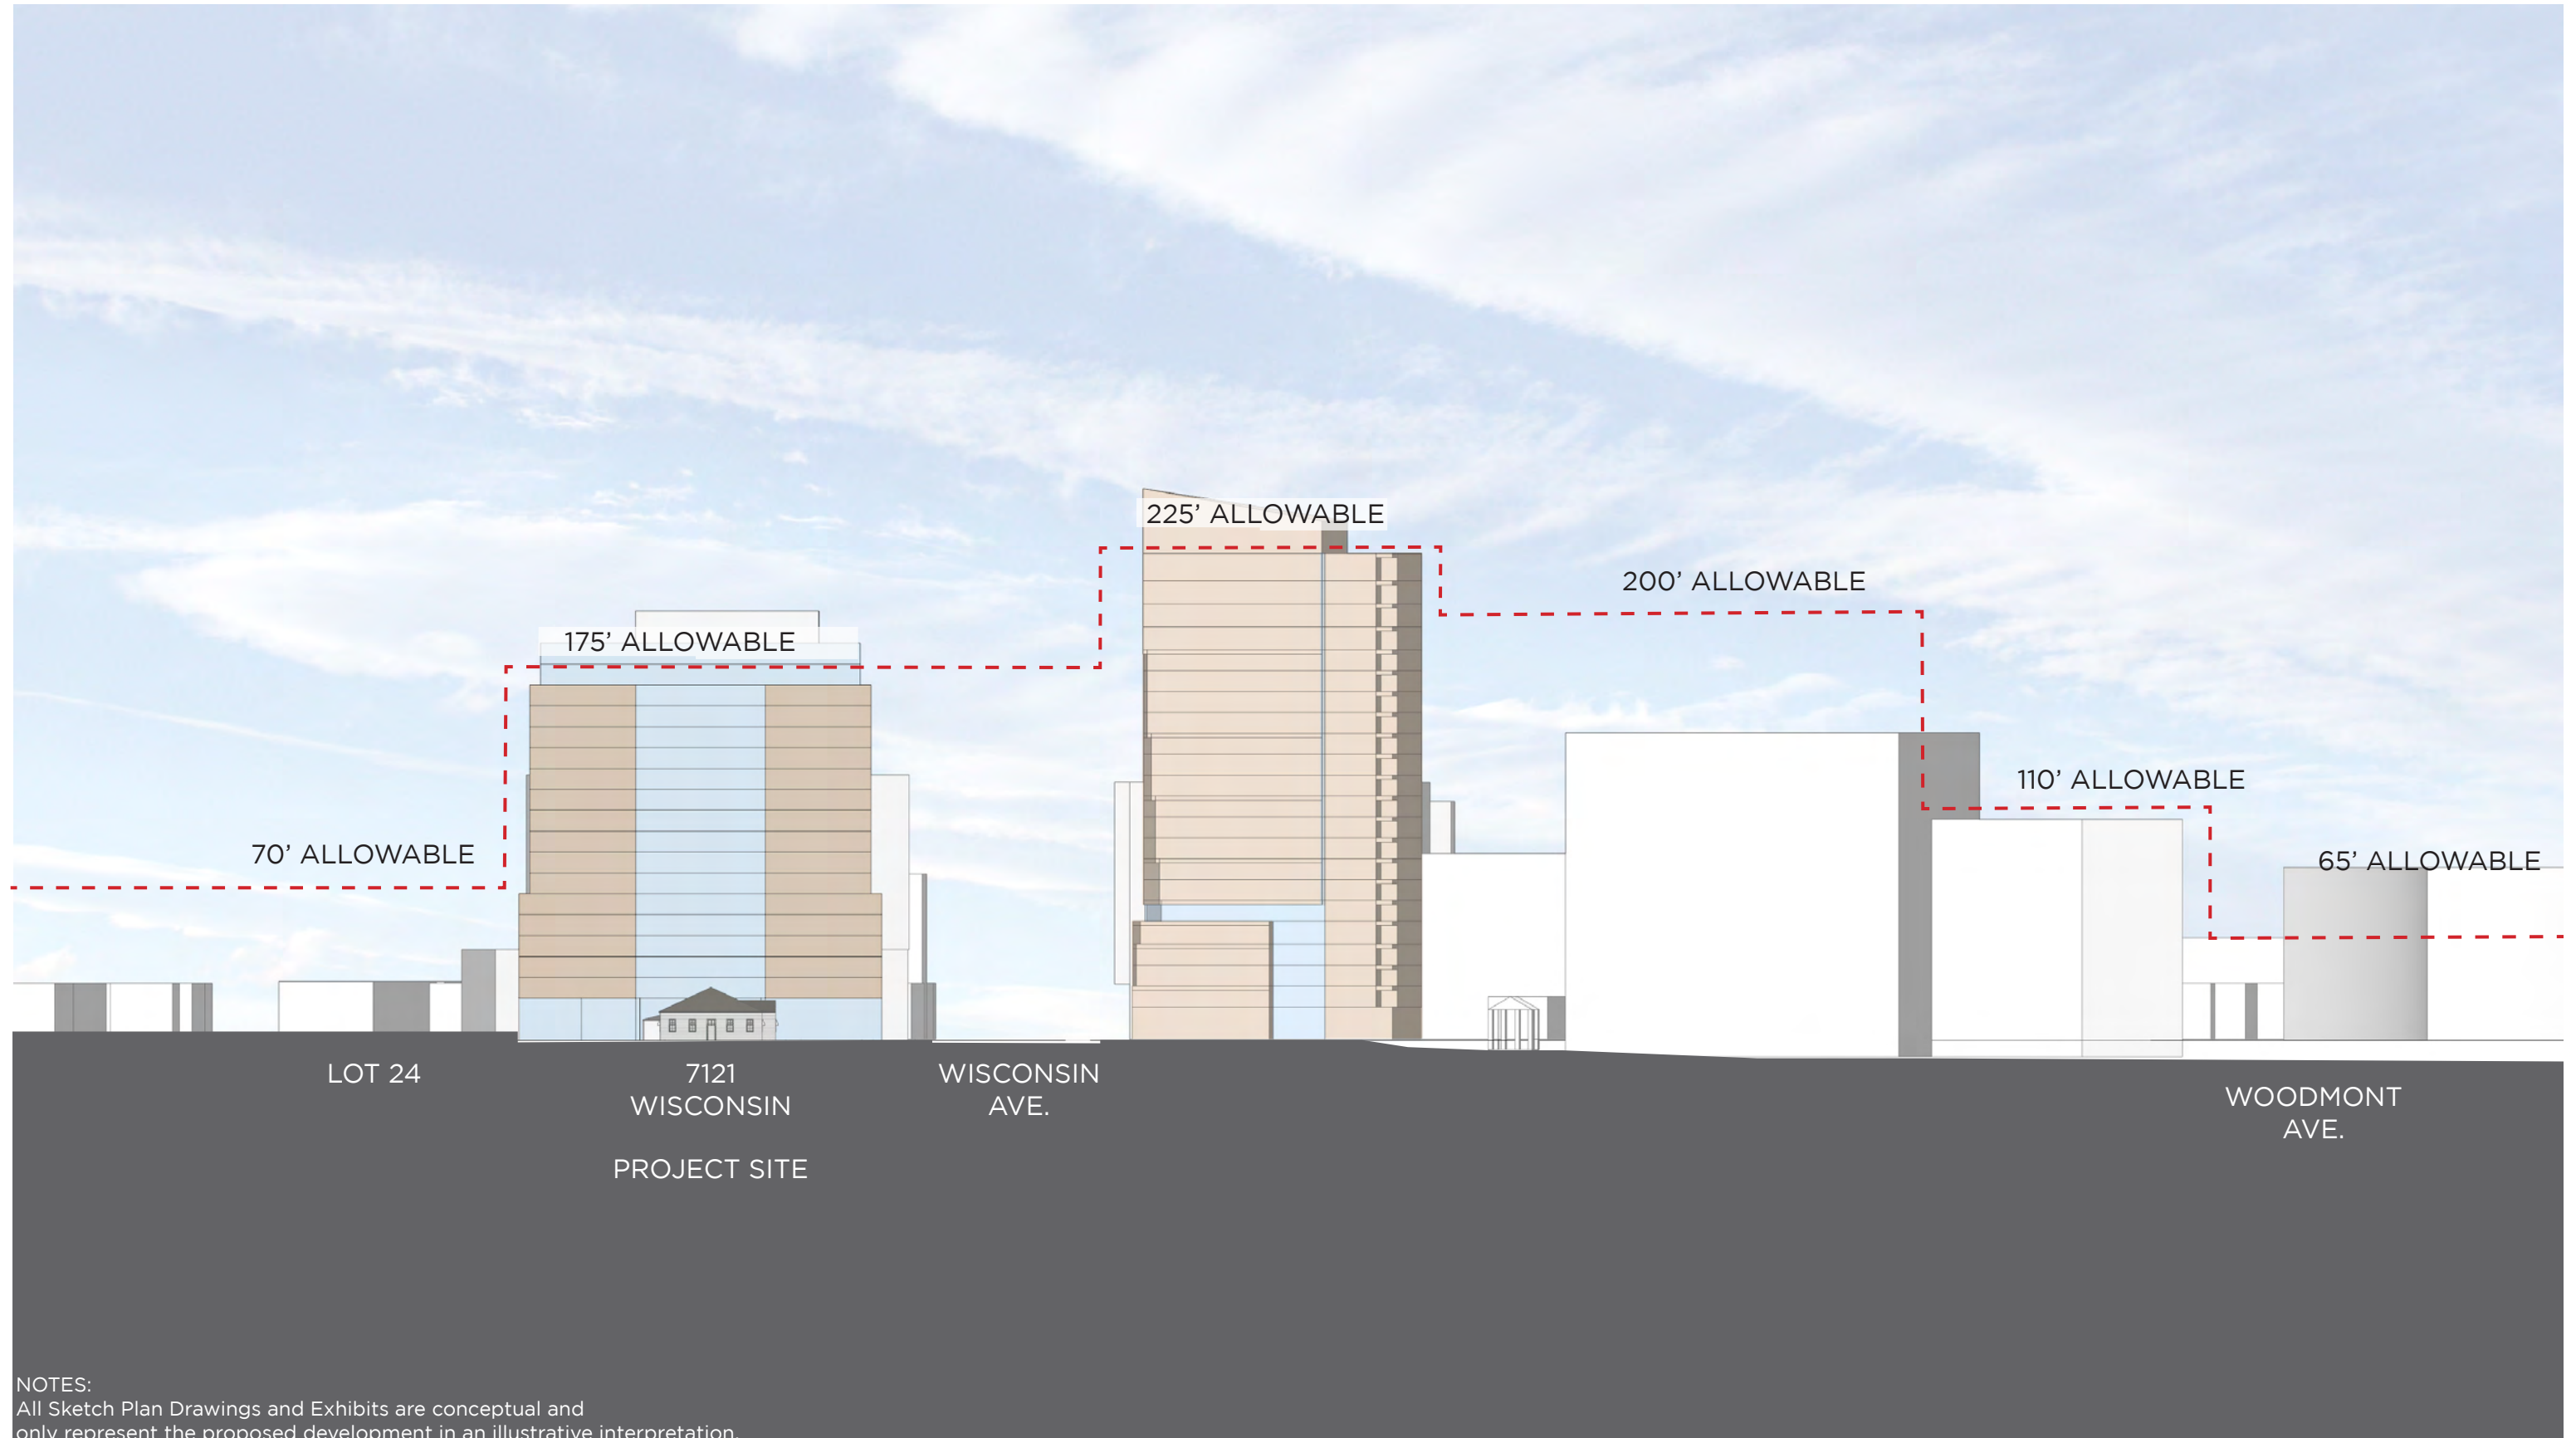 225’ ALLOWABLE
200’ ALLOWABLE
175’ ALLOWABLE
110’ ALLOWABLE
70’ ALLOWABLE
65’ ALLOWABLE
LOT 24
7121
WISCONSIN
PROJECT SITE
WISCONSIN
AVE.
WOODMONT
AVE.
NOTES:
All Sketch Plan Drawings and Exhibits are conceptual and
only represent the proposed development in an illustrative interpretation.